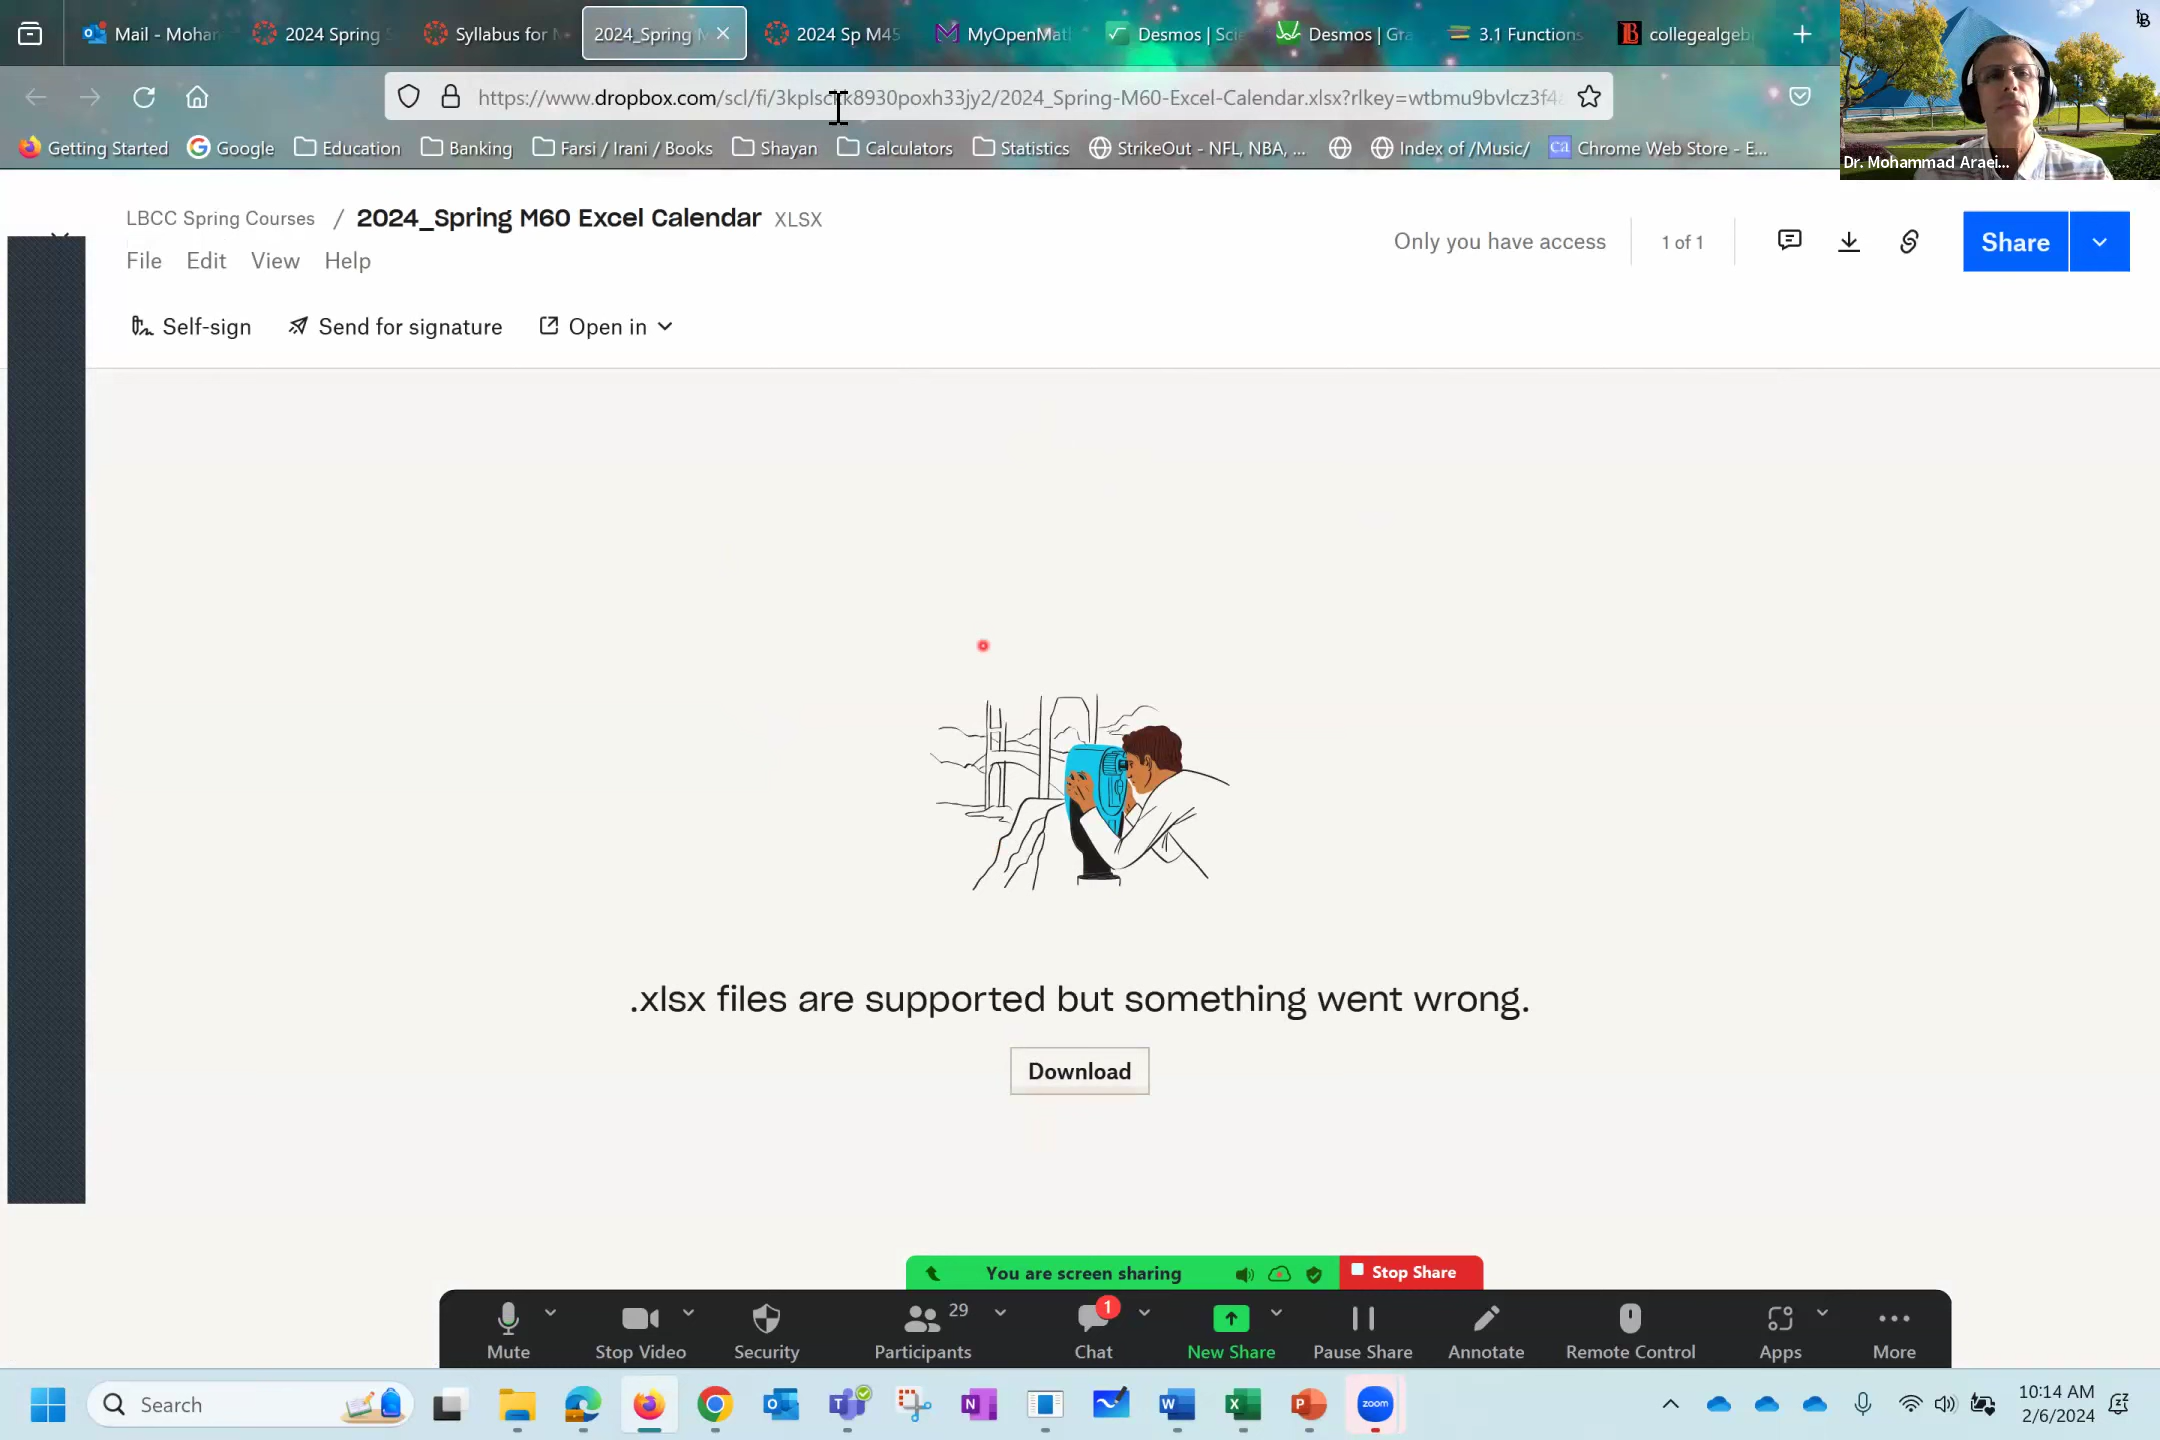 Mail - Mohan
2024 Spring S
Syllabus for M
2024_Spring M
2024 Sp M45
MyOpenMat
Desmos | Scie
Desmos | Gra
3.1 Functions
collegealgeb
https://www.dropbox.com/scl/fi/3kplsc k8930poxh33jy2/2024_Spring-M60-Excel-Calendar.xlsx?rlkey=wtbmu9bvlcz3f4
Getting Started
Google
Education
Banking
Farsi / Irani / Books
Shayan
Calculators
Statistics
StrikeOut - NFL, NBA, ...
Index of /Music/
ca
Chrome Web Store - E...
Dr. Mohammad Araei...
LBCC Spring Courses / 2024_Spring M60 Excel Calendar XLSX
File Edit View Help
Only you have access
1 of 1
Share
Self-sign
Send for signature
Open in
.xlsx files are supported but something went wrong.
Download
You are screen sharing
Stop Share
29
1
Mute
Stop Video
Security
Participants
Chat
New Share
Pause Share
Annotate
Remote Control
Apps
More
Search
zoom
10:14 AM
2/6/2024